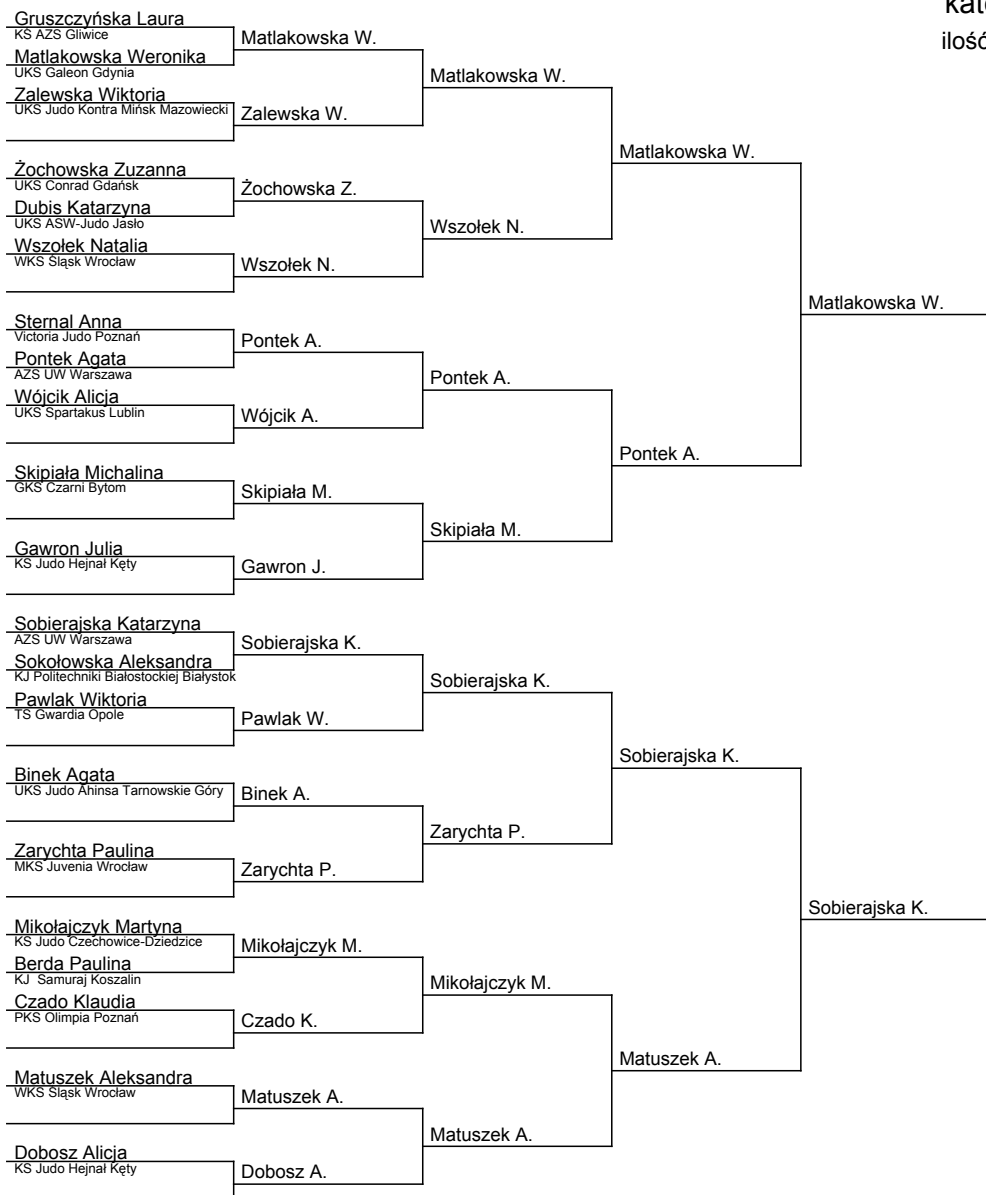 kate
ilość
Gruszczyńska Laura
KS AZS Gliwice
Matlakowska Weronika
UKS Galeon Gdynia
Zalewska Wiktoria
UKS Judo Kontra Mińsk Mazowiecki
Żochowska Zuzanna
UKS Conrad Gdańsk
Dubis Katarzyna
UKS ASW-Judo Jasło
Wszołek Natalia
WKS Śląsk Wrocław
Sternal Anna
Victoria Judo Poznań
Pontek Agata
AZS UW Warszawa
Wójcik Alicja
UKS Spartakus Lublin
Skipiała Michalina
GKS Czarni Bytom
Gawron Julia
KS Judo Hejnał Kęty
Sobierajska Katarzyna
AZS UW Warszawa
Sokołowska Aleksandra
KJ Politechniki Białostockiej Białystok
Pawlak Wiktoria
TS Gwardia Opole
Binek Agata
UKS Judo Ahinsa Tarnowskie Góry
Zarychta Paulina
MKS Juvenia Wrocław
Mikołajczyk Martyna
KS Judo Czechowice-Dziedzice
Berda Paulina
KJ Samuraj Koszalin
Czado Klaudia
PKS Olimpia Poznań
Matuszek Aleksandra
WKS Śląsk Wrocław
Dobosz Alicja
KS Judo Hejnał Kęty
Matlakowska W.
Zalewska W.
Żochowska Z.
Wszołek N.
Pontek A.
Wójcik A.
Skipiała M.
Gawron J.
Sobierajska K.
Pawlak W.
Binek A.
Zarychta P.
Mikołajczyk M.
Czado K.
Matuszek A.
Dobosz A.
Matlakowska W.
Wszołek N.
Pontek A.
Skipiała M.
Sobierajska K.
Zarychta P.
Mikołajczyk M.
Matuszek A.
Matlakowska W.
Pontek A.
Sobierajska K.
Matuszek A.
Matlakowska W.
Sobierajska K.